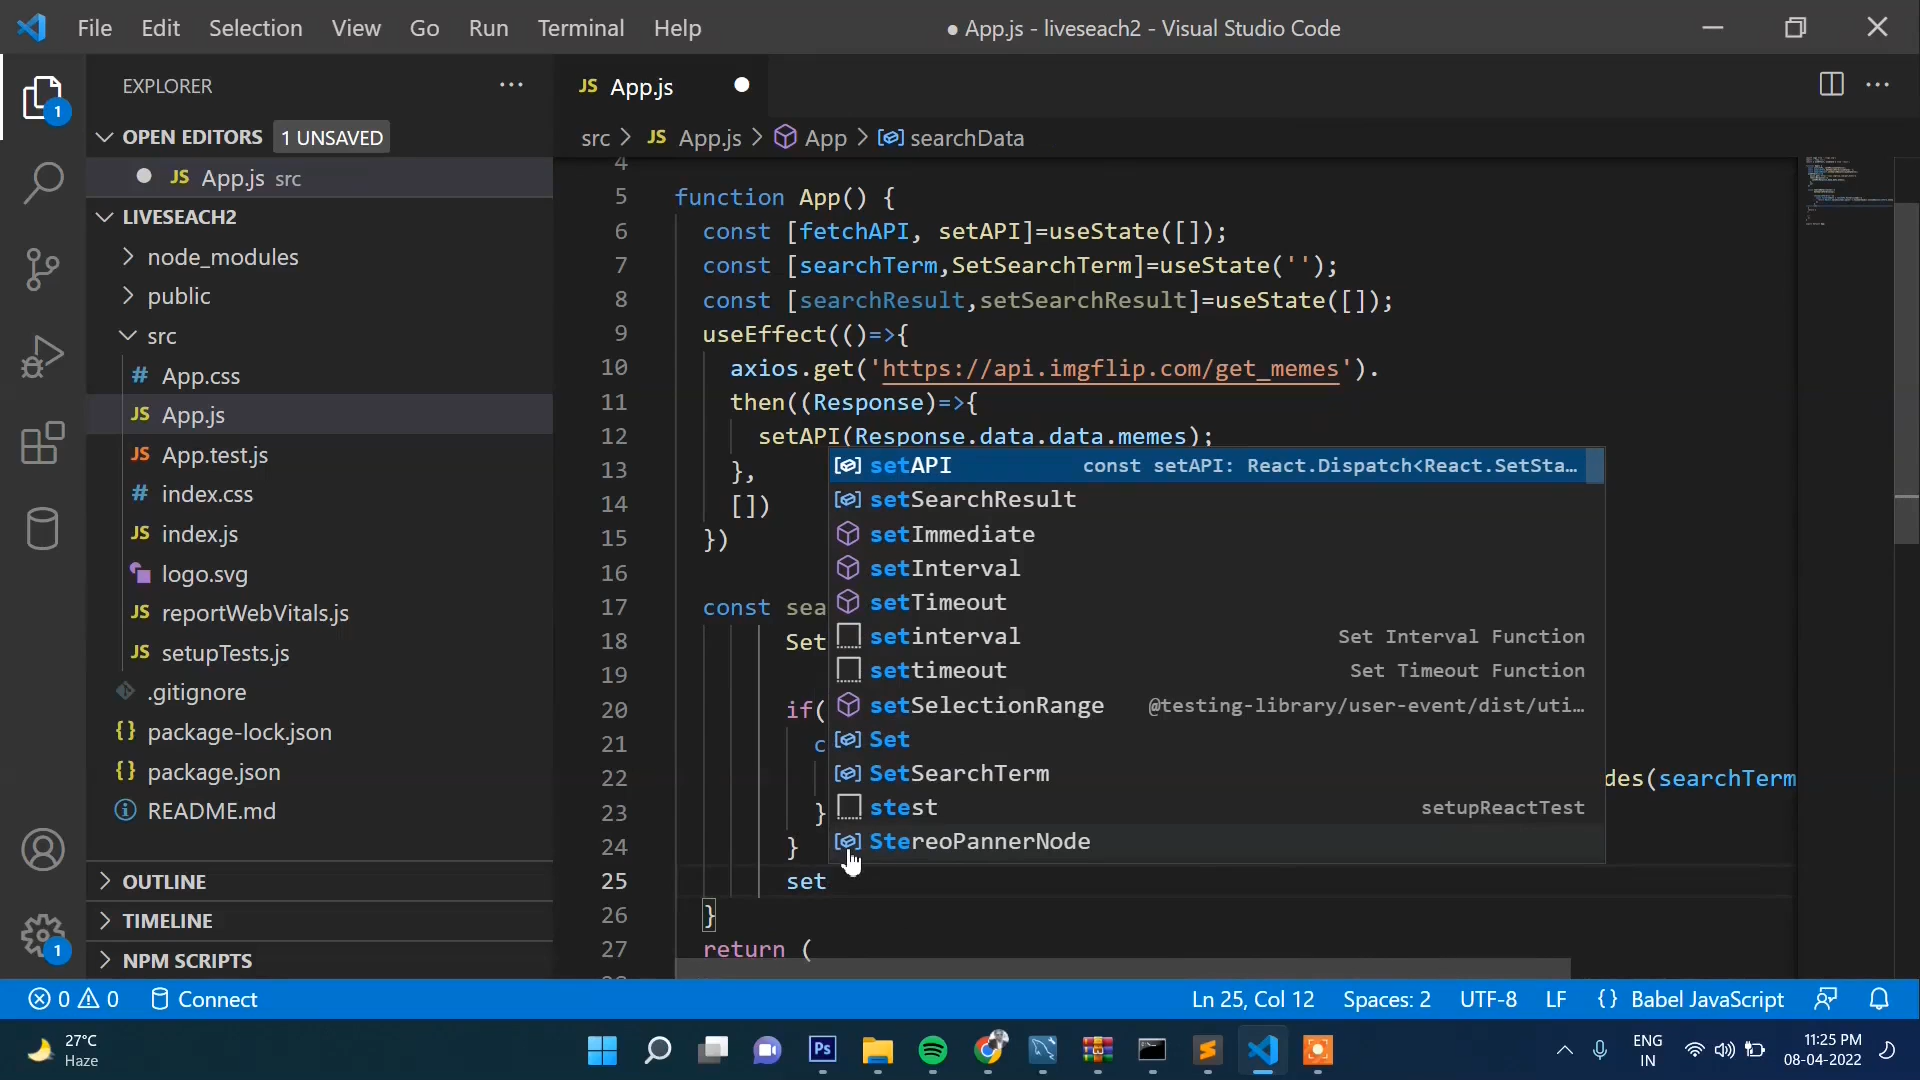 File Edit Selection View Go Run Terminal Help
● App.js - liveseach2 - Visual Studio Code
EXPLORER
OPEN EDITORS 1 UNSAVED
JS App.js src
LIVESEACH2
node_modules
public
src
# App.css
JS App.js
JS App.test.js
# index.css
JS index.js
logo.svg
JS reportWebVitals.js
JS setupTests.js
.gitignore
{} package-lock.json
{} package.json
README.md
OUTLINE
TIMELINE
NPM SCRIPTS
1
1
JS App.js
src > JS App.js > App > searchData
4
5 function App() {
6 const [fetchAPI, setAPI]=useState([]);
7 const [searchTerm,SetSearchTerm]=useState('');
8 const [searchResult,setSearchResult]=useState([]);
9 useEffect(()=>{
10 axios.get('https://api.imgflip.com/get_memes').
11 then((Response)=>{
12 setAPI(Response.data.data.memes);
13 },
14 [])
15 })
16
17 const sea
18 Set
19
20 if(
21 c
22 des(searchTerm
23 }
24 }
25 set
26 }
27 return (
setAPI const setAPI: React.Dispatch<React.SetSta…
setSearchResult
setImmediate
setInterval
setTimeout
setinterval Set Interval Function
settimeout Set Timeout Function
setSelectionRange @testing-library/user-event/dist/uti…
Set
SetSearchTerm
stest setupReactTest
StereoPannerNode
0 0 Connect
Ln 25, Col 12 Spaces: 2 UTF-8 LF {} Babel JavaScript
27°C
Haze
Ps
ENG
IN
11:25 PM
08-04-2022